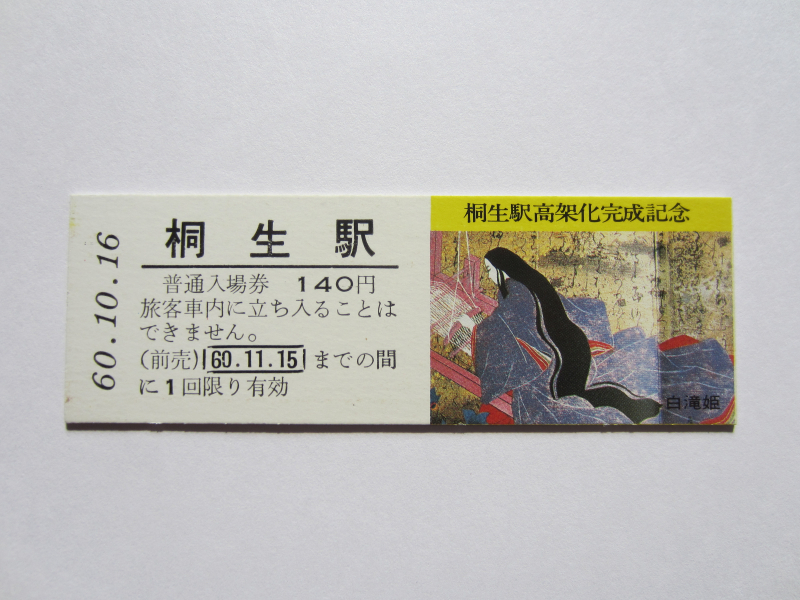 60.10.16
桐生駅
普通入場券 140円
旅客車内に立ち入ることは
できません。
(前売) 60.11.15 までの間
に1回限り有効
桐生駅高架化完成記念
白滝姫